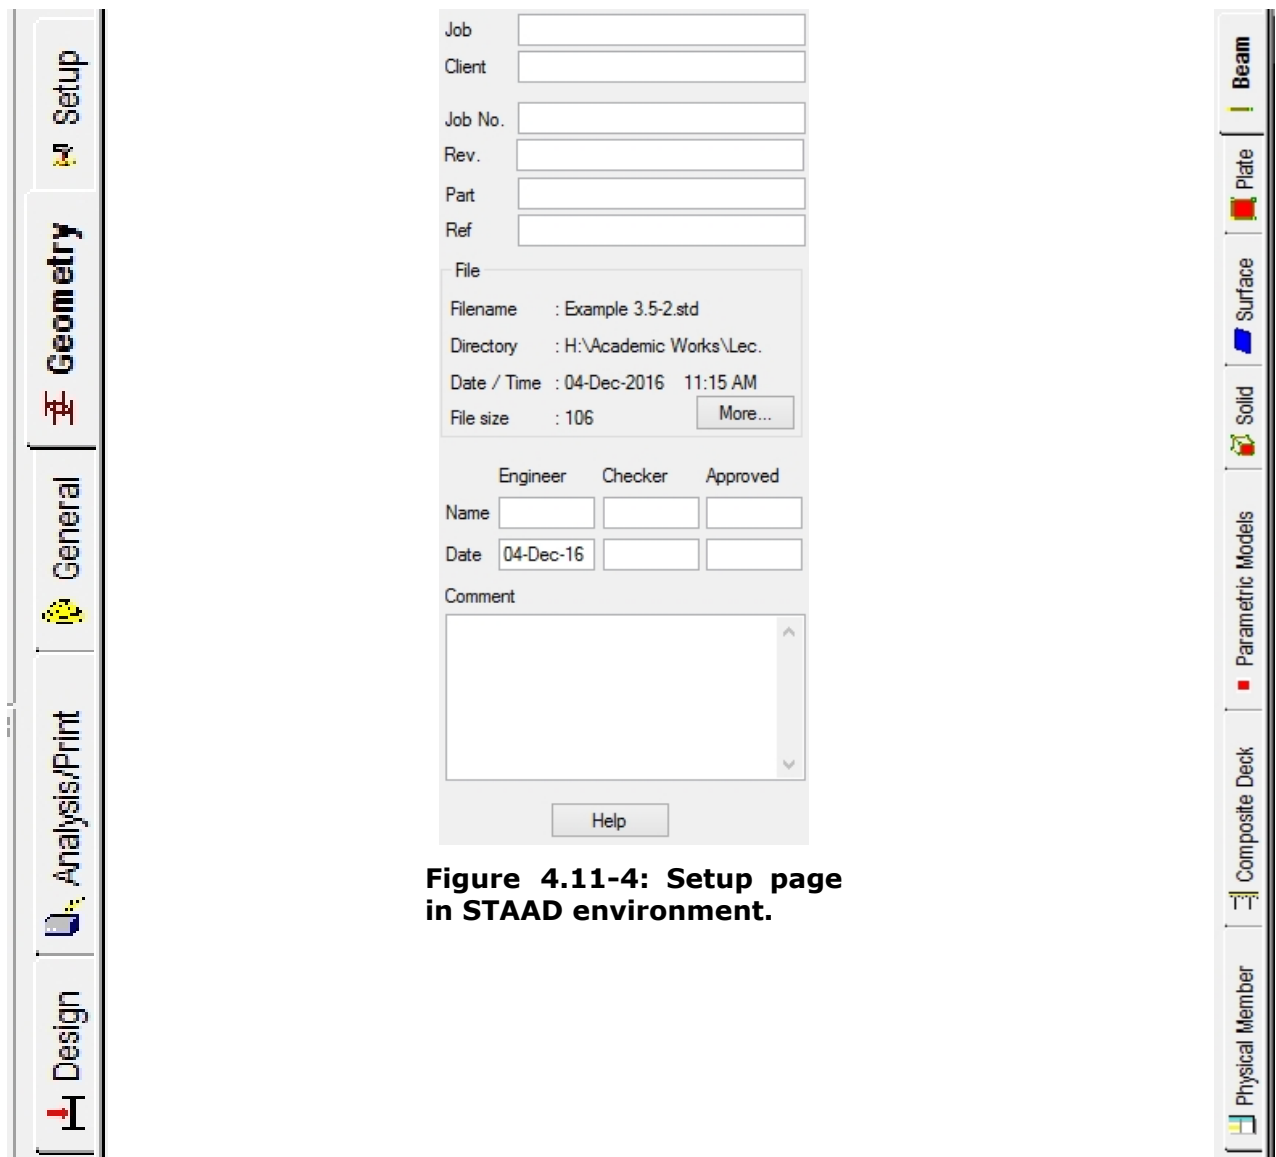 Setup
Geometry
General
Analysis/Print
Design
Job
Client
Job No.
Rev.
Part
Ref
File
Filename : Example 3.5-2.std
Directory : H:\Academic Works\Lec.
Date / Time : 04-Dec-2016 11:15 AM
File size : 106 More...
Engineer Checker Approved
Name
Date 04-Dec-16
Comment
Help
Figure 4.11-4: Setup page
in STAAD environment.
Beam
Plate
Surface
Solid
Parametric Models
Composite Deck
Physical Member